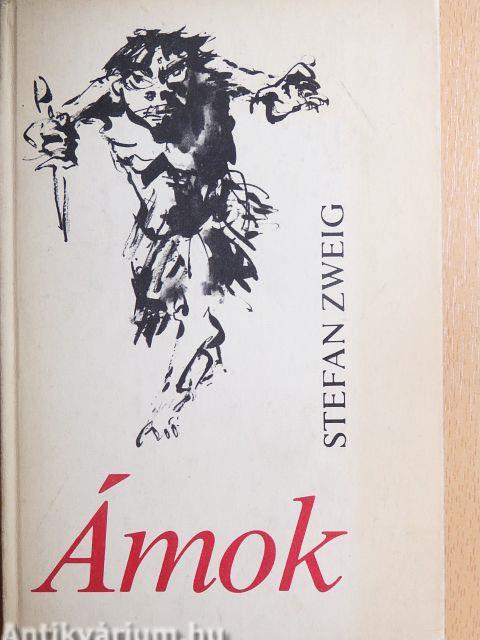 STEFAN ZWEIG
Ámok
Antikvárium.hu